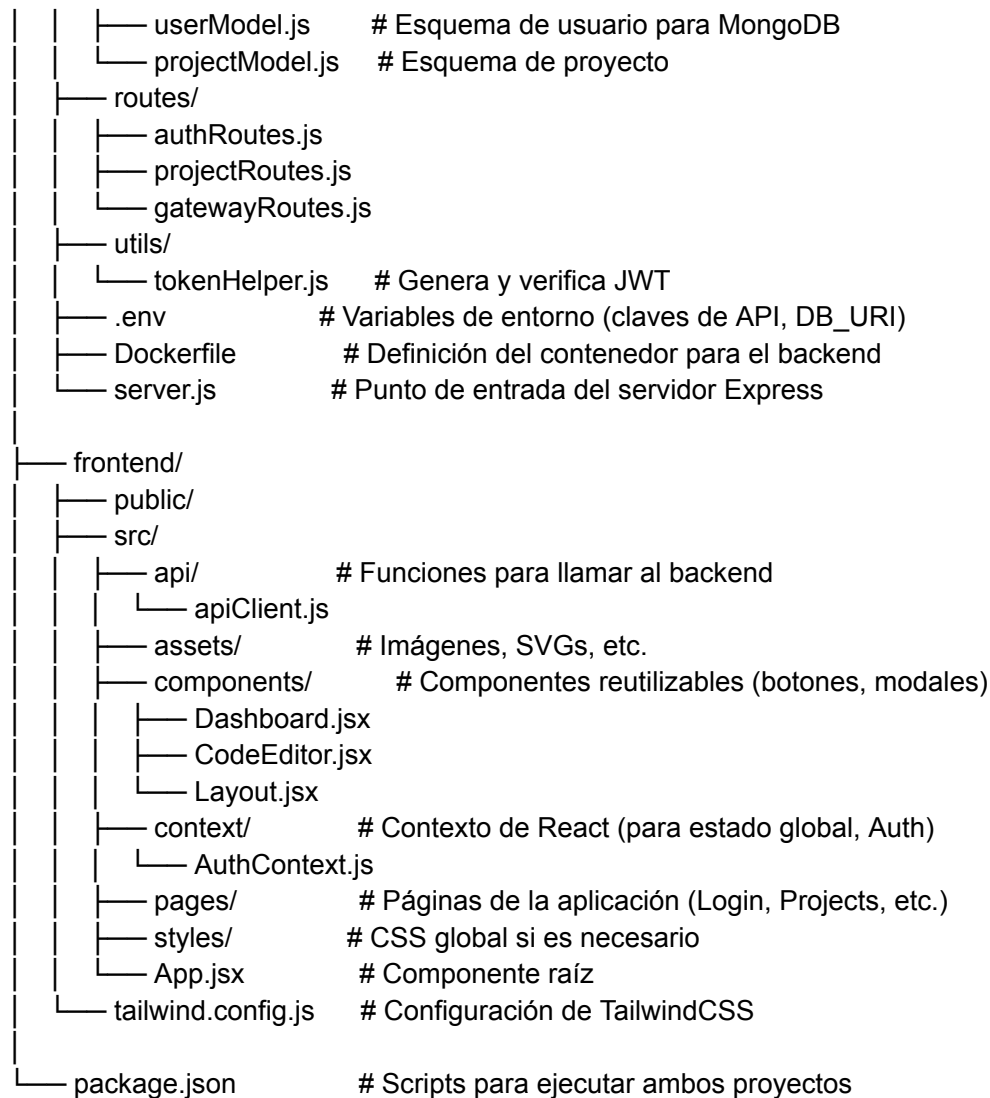 │ │ ├── userModel.js # Esquema de usuario para MongoDB
│ │ └── projectModel.js # Esquema de proyecto
│ ├── routes/
│ │ ├── authRoutes.js
│ │ ├── projectRoutes.js
│ │ └── gatewayRoutes.js
│ ├── utils/
│ │ └── tokenHelper.js # Genera y verifica JWT
│ ├── .env # Variables de entorno (claves de API, DB_URI)
│ ├── Dockerfile # Definición del contenedor para el backend
│ └── server.js # Punto de entrada del servidor Express
│
├── frontend/
│ ├── public/
│ ├── src/
│ │ ├── api/ # Funciones para llamar al backend
│ │ │ └── apiClient.js
│ │ ├── assets/ # Imágenes, SVGs, etc.
│ │ ├── components/ # Componentes reutilizables (botones, modales)
│ │ │ ├── Dashboard.jsx
│ │ │ ├── CodeEditor.jsx
│ │ │ └── Layout.jsx
│ │ ├── context/ # Contexto de React (para estado global, Auth)
│ │ │ └── AuthContext.js
│ │ ├── pages/ # Páginas de la aplicación (Login, Projects, etc.)
│ │ ├── styles/ # CSS global si es necesario
│ │ └── App.jsx # Componente raíz
│ └── tailwind.config.js # Configuración de TailwindCSS
│
└── package.json # Scripts para ejecutar ambos proyectos